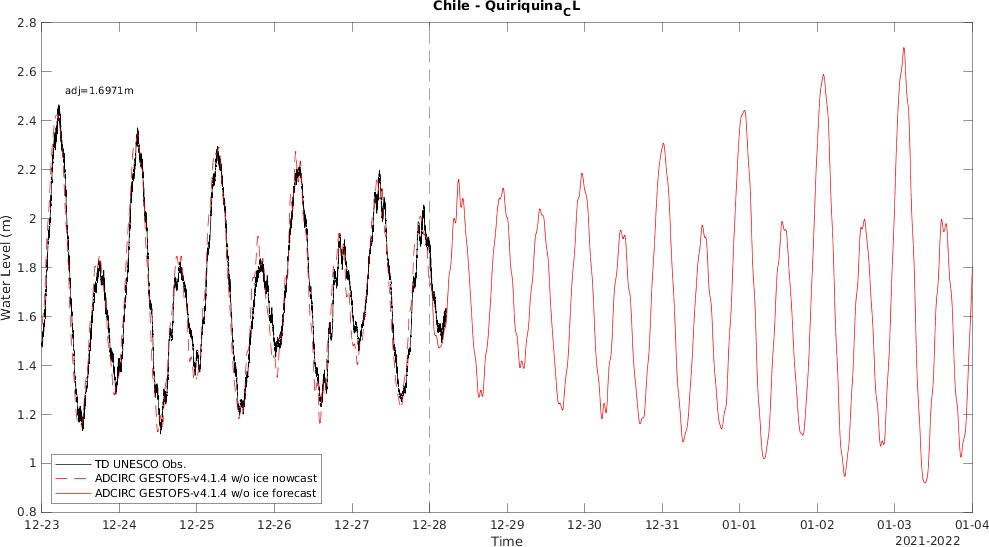 Chile - Quiriquina_CL
2.8
2.6
2.4
2.2
2
1.8
1.6
1.4
1.2
1
0.8
Water Level (m)
adj=1.6971m
TD UNESCO Obs.
ADCIRC GESTOFS-v4.1.4 w/o ice nowcast
ADCIRC GESTOFS-v4.1.4 w/o ice forecast
12-23 12-24 12-25 12-26 12-27 12-28 12-29 12-30 12-31 01-01 01-02 01-03 01-04
Time
2021-2022